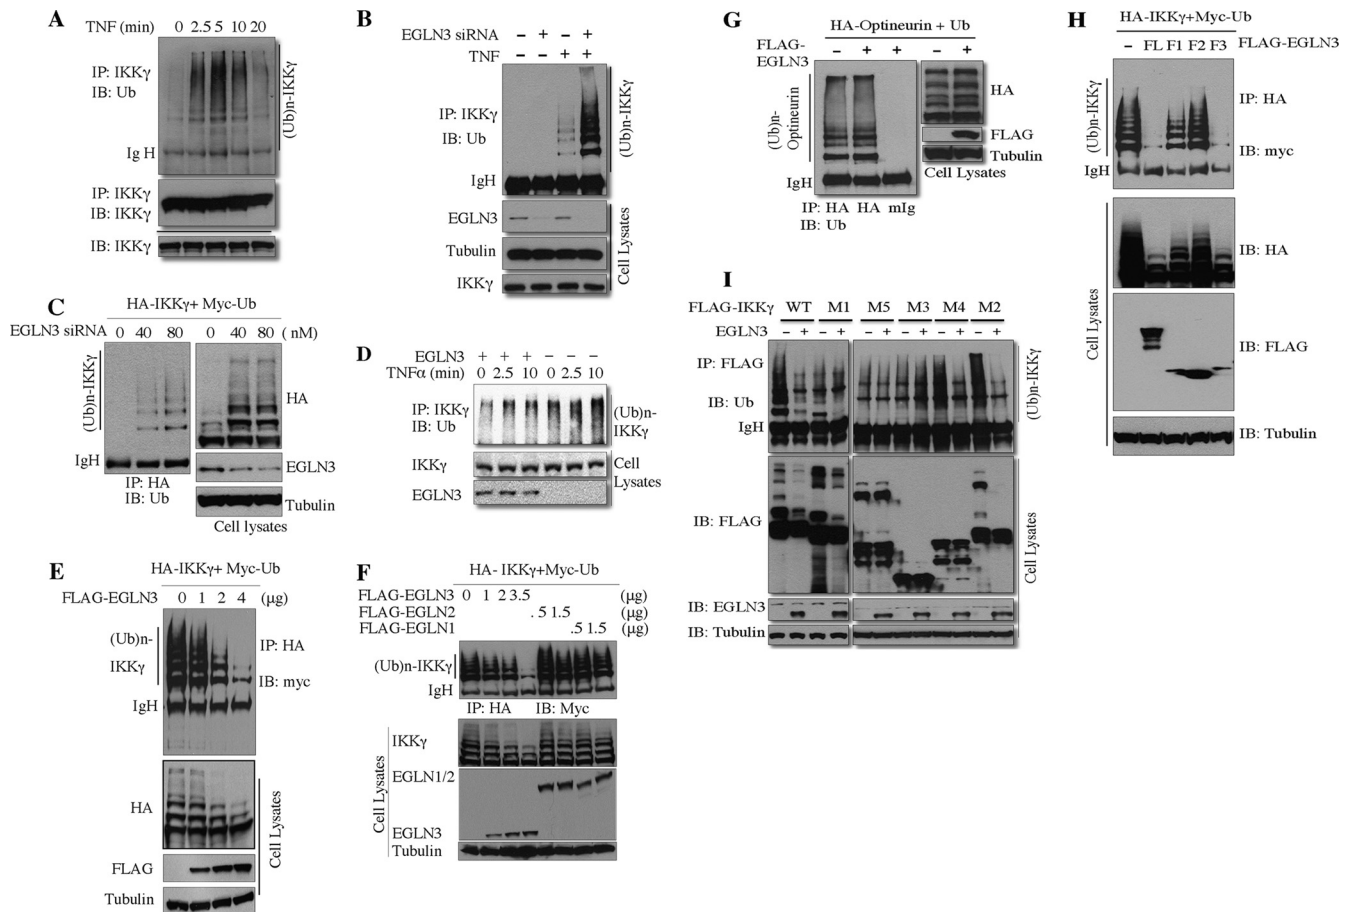 A
TNF (min) 0 2.5 5 10 20
IP: IKKγ
IB: Ub
(Ub)n-IKKγ
Ig H
IP: IKKγ
IB: IKKγ
IB: IKKγ
B
EGLN3 siRNA – + – +
TNF – – + +
IP: IKKγ
IB: Ub
(Ub)n-IKKγ
IgH
EGLN3
Tubulin
IKKγ
Cell Lysates
C
HA-IKKγ+ Myc-Ub
EGLN3 siRNA 0 40 80 0 40 80 ( nM)
(Ub)n-IKKγ
HA
IgH
EGLN3
IP: HA
IB: Ub
Tubulin
Cell lysates
D
EGLN3 + + + – – –
TNFα (min) 0 2.5 10 0 2.5 10
IP: IKKγ
IB: Ub
(Ub)n-
IKKγ
IKKγ
Cell
Lysates
EGLN3
E
HA-IKKγ+ Myc-Ub
FLAG-EGLN3 0 1 2 4 (µg)
(Ub)n-
IKKγ
IP: HA
IB: myc
IgH
HA
FLAG
Tubulin
Cell Lysates
F
HA- IKKγ+Myc-Ub
FLAG-EGLN3 0 1 2 3.5 (µg)
FLAG-EGLN2 . 5 1.5 (µg)
FLAG-EGLN1 .5 1.5 (µg)
(Ub)n-IKKγ
IgH
IP: HA IB: Myc
IKKγ
EGLN1/2
EGLN3
Tubulin
Cell Lysates
G
HA-Optineurin + Ub
FLAG-
EGLN3
– + + – +
(Ub)n-
Optineurin
HA
FLAG
Tubulin
IgH
Cell Lysates
IP: HA HA mIg
IB: Ub
H
HA-IKKγ+Myc-Ub
– FL F1 F2 F3 FLAG-EGLN3
(Ub)n-IKKγ
IP: HA
IB: myc
IgH
IB: HA
IB: FLAG
IB: Tubulin
Cell Lysates
I
FLAG-IKKγ WT M1 M5 M3 M4 M2
EGLN3 – + – + – + – + – + – +
IP: FLAG
IB: Ub
(Ub)n-IKKγ
IgH
IB: FLAG
Cell Lysates
IB: EGLN3
IB: Tubulin